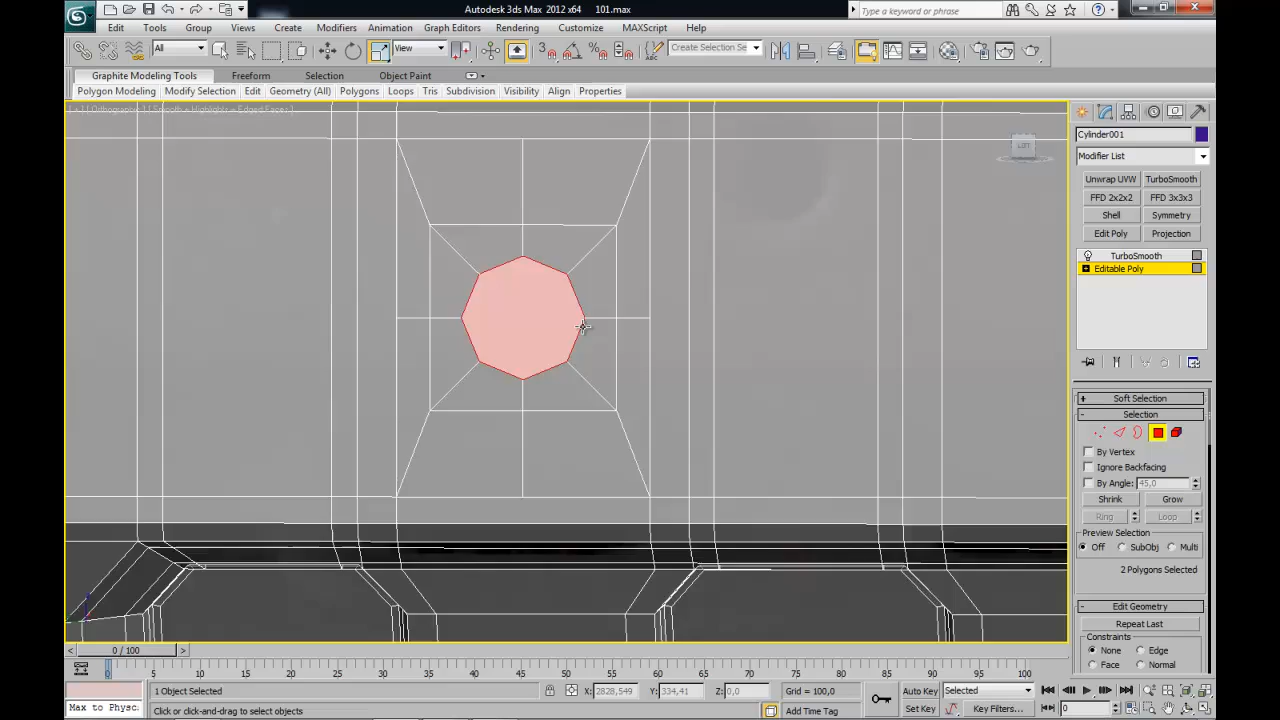 Autodesk 3ds Max 2012 x64    101.max
Type a keyword or phrase
Edit Tools Group Views Create Modifiers Animation Graph Editors Rendering Customize MAXScript Help
All View Create Selection Se
Graphite Modeling Tools Freeform Selection Object Paint
Polygon Modeling Modify Selection Edit Geometry (All) Polygons Loops Tris Subdivision Visibility Align Properties
[ + ] [ Orthographic ] [ Smooth + Highlights + Edged Faces ]
Cylinder001
Modifier List
Unwrap UVW TurboSmooth
FFD 2x2x2 FFD 3x3x3
Shell Symmetry
Edit Poly Projection
TurboSmooth
Editable Poly
Soft Selection
Selection
By Vertex
Ignore Backfacing
By Angle: 45,0
Shrink Grow
Ring Loop
Preview Selection
Off SubObj Multi
2 Polygons Selected
Edit Geometry
Repeat Last
Constraints
None Edge
Face Normal
0 / 100
0 5 10 15 20 25 30 35 40 45 50 55 60 65 70 75 80 85 90 95 100
1 Object Selected X: 2828,549 Y: 334,41 Z: 0,0 Grid = 100,0 Auto Key Selected
Max to Physc. Click or click-and-drag to select objects Add Time Tag Set Key Key Filters... 0